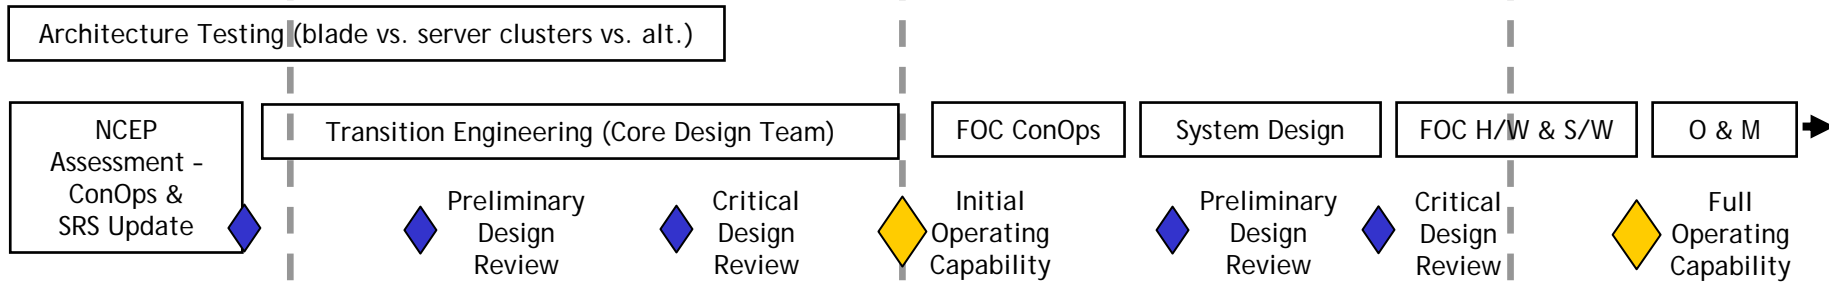 Architecture Testing (blade vs. server clusters vs. alt.)
NCEP
Assessment –
ConOps &
SRS Update
Transition Engineering (Core Design Team)
FOC ConOps
System Design
FOC H/W & S/W
O & M
Preliminary
Design
Review
Critical
Design
Review
Initial
Operating
Capability
Preliminary
Design
Review
Critical
Design
Review
Full
Operating
Capability